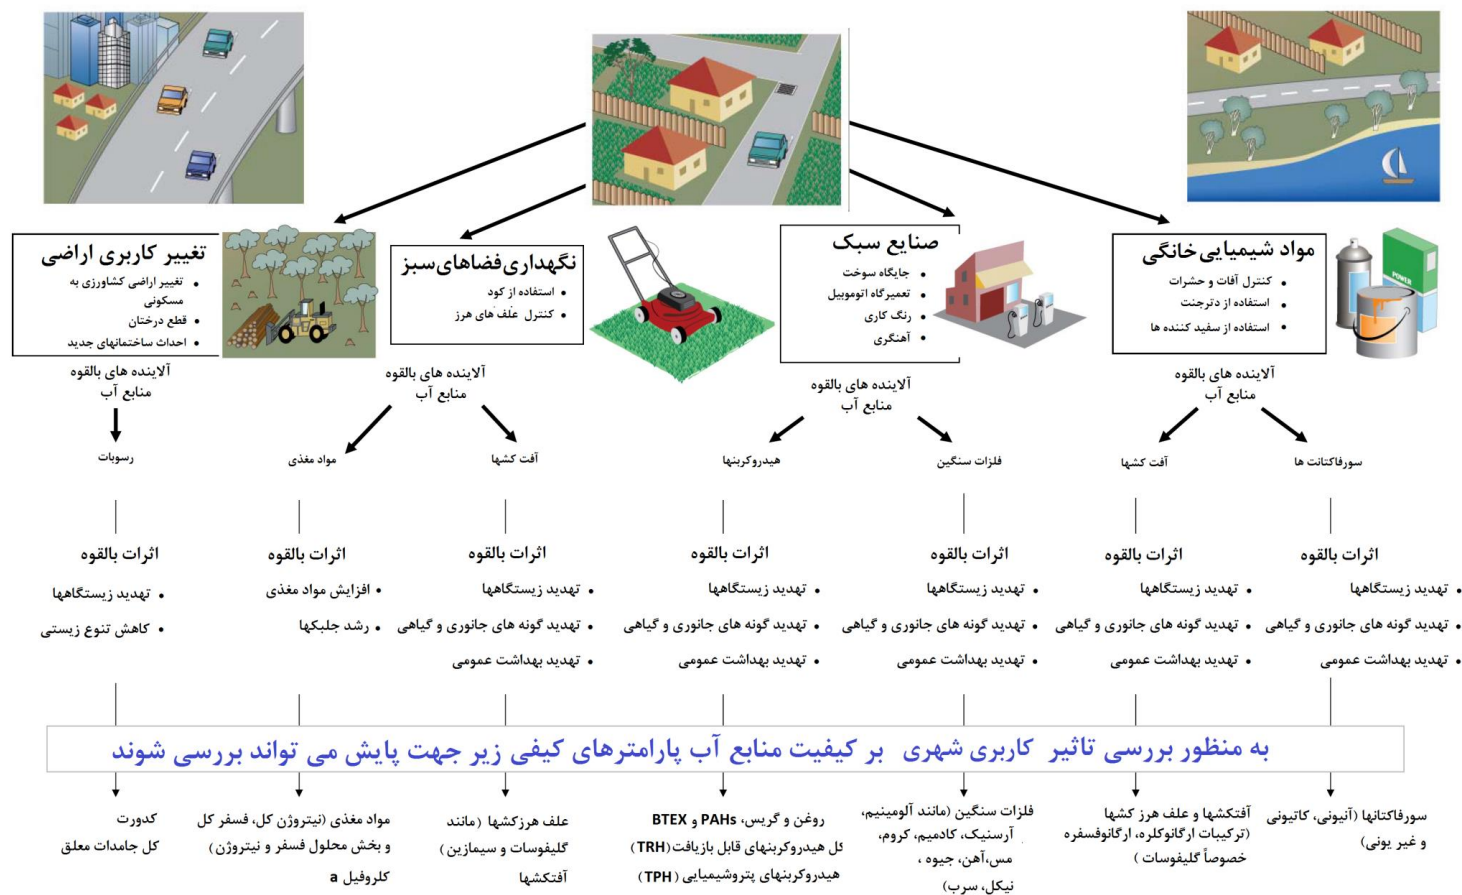 مواد شیمیایی خانگی
• کنترل آفات و حشرات
• استفاده از دترجنت
• استفاده از سفید کننده ها
POWER
صنایع سبک
• جایگاه سوخت
• تعمیرگاه اتوموبیل
• رنگ کاری
• آهنگری
نگهداری فضاهای سبز
• استفاده از کود
• کنترل علف های هرز
تغییر کاربری اراضی
• تغییر اراضی کشاورزی به
مسکونی
• قطع درختان
• احداث ساختمانهای جدید
آلاینده های بالقوه
منابع آب
آلاینده های بالقوه
منابع آب
آلاینده های بالقوه
منابع آب
آلاینده های بالقوه
منابع آب
سورفاکتانت ها
آفت کشها
فلزات سنگین
هیدروکربنها
آفت کشها
مواد مغذی
رسوبات
اثرات بالقوه
• تهدید زیستگاهها
• تهدید گونه های جانوری و گیاهی
• تهدید بهداشت عمومی
اثرات بالقوه
• تهدید زیستگاهها
• تهدید گونه های جانوری و گیاهی
• تهدید بهداشت عمومی
اثرات بالقوه
• تهدید زیستگاهها
• تهدید گونه های جانوری و گیاهی
• تهدید بهداشت عمومی
اثرات بالقوه
• تهدید زیستگاهها
• تهدید گونه های جانوری و گیاهی
• تهدید بهداشت عمومی
اثرات بالقوه
• تهدید زیستگاهها
• تهدید گونه های جانوری و گیاهی
• تهدید بهداشت عمومی
اثرات بالقوه
• افزایش مواد مغذی
• رشد جلبکها
اثرات بالقوه
• تهدید زیستگاهها
• کاهش تنوع زیستی
به منظور بررسی تاثیر کاربری شهری بر کیفیت منابع آب پارامترهای کیفی زیر جهت پایش می تواند بررسی شوند
سورفاکتانها (آنیونی، کاتیونی
و غیر یونی)
آفتکشها و علف هرز کشها
(ترکیبات ارگانوکلره، ارگانوفسفره
خصوصاً گلیفوسات )
فلزات سنگین (مانند آلومینیم،
آرسنیک، کادمیم، کروم،
مس،آهن، جیوه ،
نیکل، سرب)
روغن و گریس، PAHs و BTEX
کل هیدروکربنهای قابل بازیافت(TRH)
هیدروکربنهای پتروشیمیایی (TPH)
علف هرزکشها (مانند
گلیفوسات و سیمازین)
آفتکشها
مواد مغذی (نیتروژن کل، فسفر کل
و بخش محلول فسفر و نیتروژن)
کلروفیل a
کدورت
کل جامدات معلق